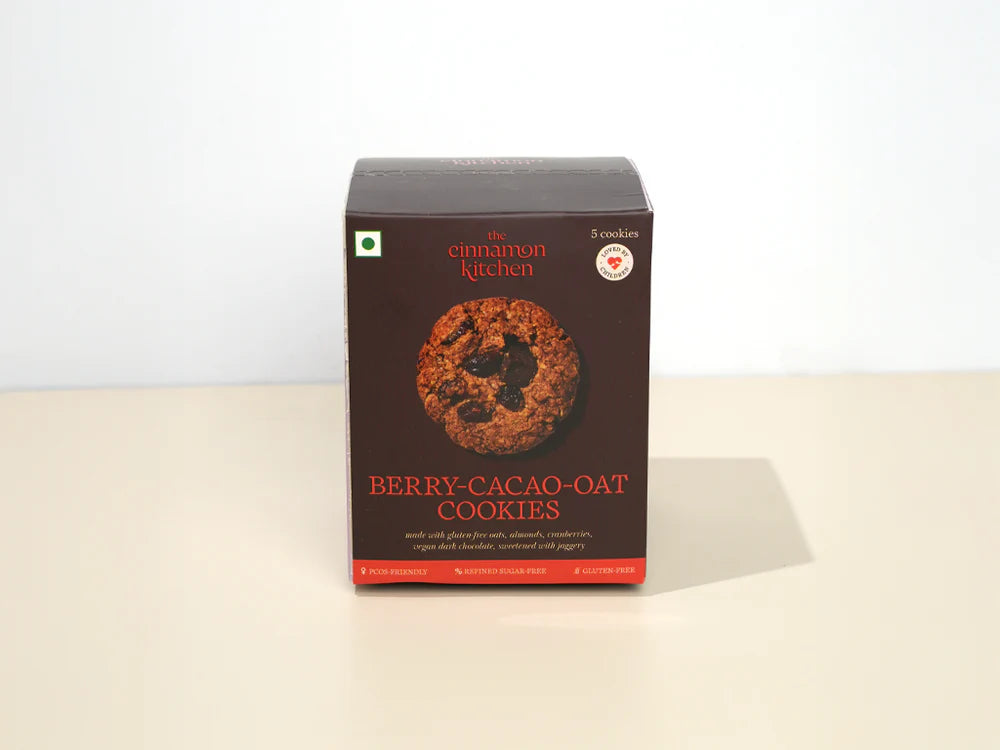 kitchen
the
cinnamon
kitchen
5 cookies
LOVED BY
CHILDREN
BERRY-CACAO-OAT
COOKIES
made with gluten-free oats, almonds, cranberries,
vegan dark chocolate, sweetened with jaggery
PCOS-FRIENDLY
REFINED SUGAR-FREE
GLUTEN-FREE